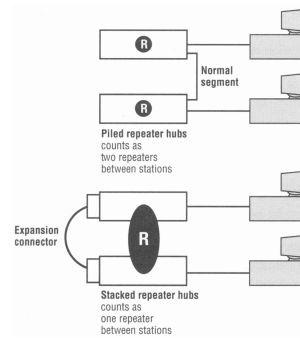 R
Normal
segment
R
Piled repeater hubs
counts as
two repeaters
between stations
Expansion
connector
R
Stacked repeater hubs
counts as
one repeater
between stations